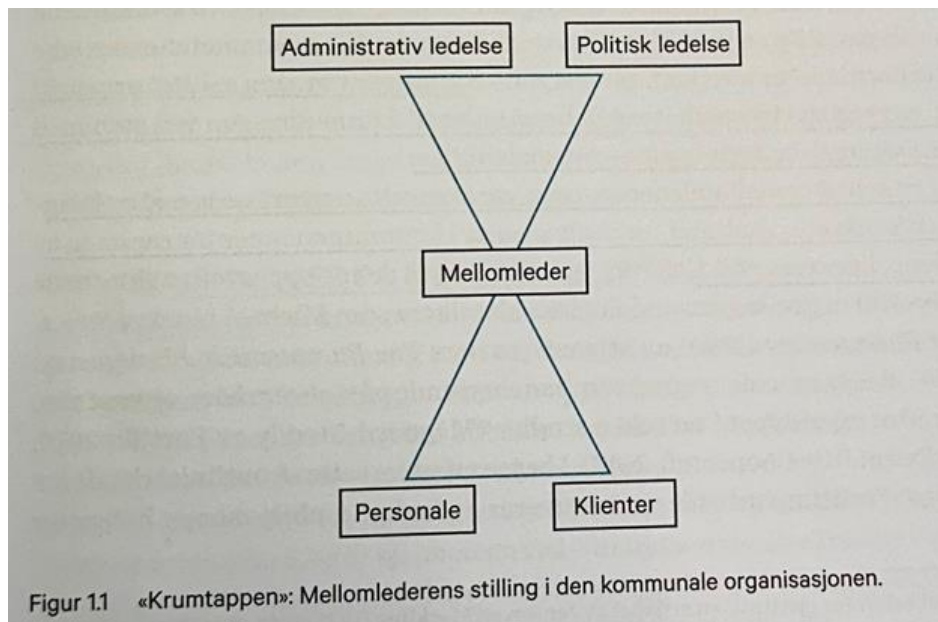 Administrativ ledelse
Politisk ledelse
Mellomleder
Personale
Klienter
Figur 1.1 «Krumtappen»: Mellomlederens stilling i den kommunale organisasjonen.